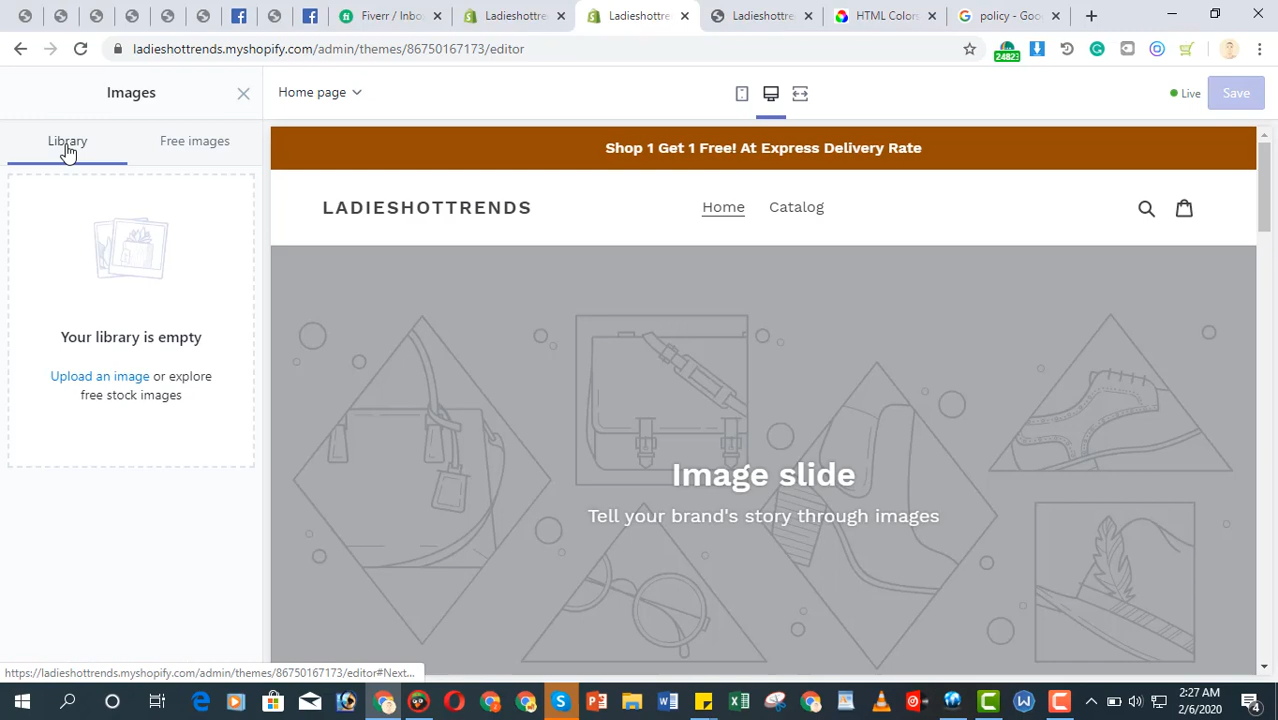 Fiverr / Inbo
Ladieshottre
Ladieshottre
Ladieshottre
HTML Colors
policy - Goo
ladieshottrends.myshopify.com/admin/themes/86750167173/editor
24823
Images
Home page
Live
Save
Library
Free images
Shop 1 Get 1 Free! At Express Delivery Rate
LADIESHOTTRENDS
Home
Catalog
Your library is empty
Upload an image or explore
free stock images
Image slide
Tell your brand's story through images
https://ladieshottrends.myshopify.com/admin/themes/86750167173/editor#Next...
2:27 AM
2/6/2020